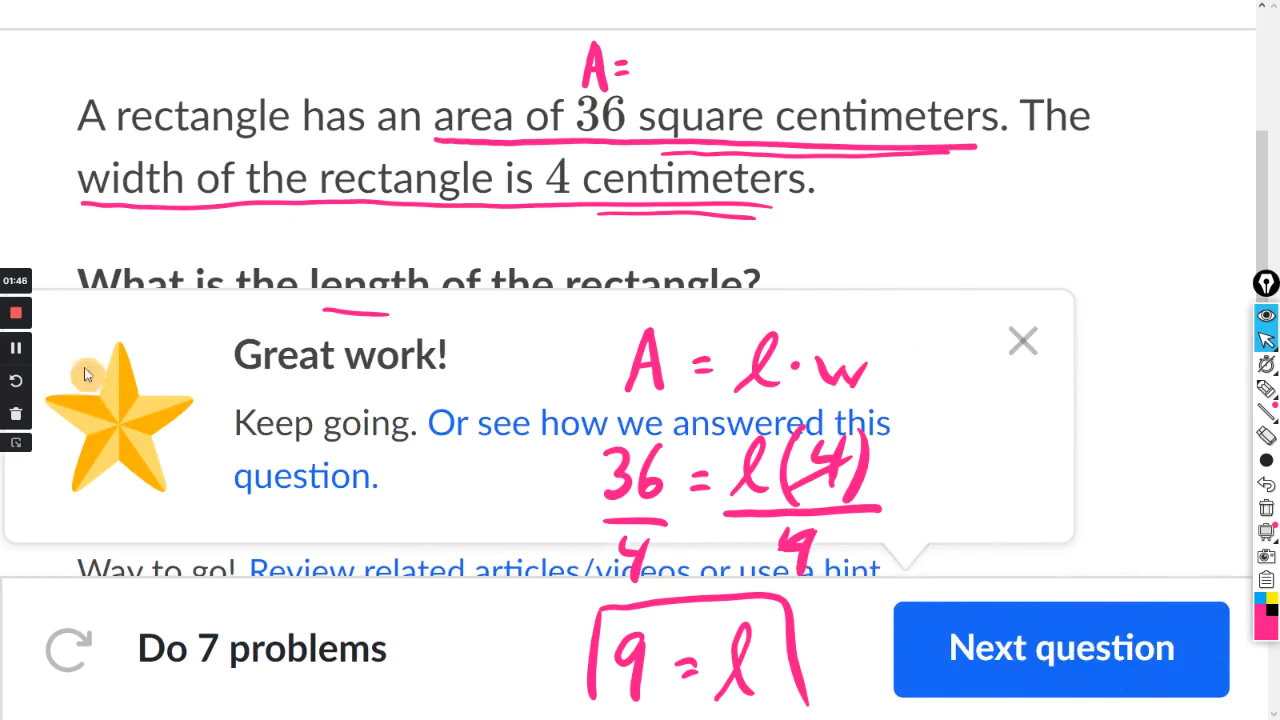 A=
A rectangle has an area of 36 square centimeters. The
width of the rectangle is 4 centimeters.
What is the length of the rectangle?
01:46
Great work!
A = l · w
Keep going. Or see how we answered this
question.
36 = l (4)
4 4
Way to go! Review related articles/videos or use a hint
9 = l
Do 7 problems
Next question